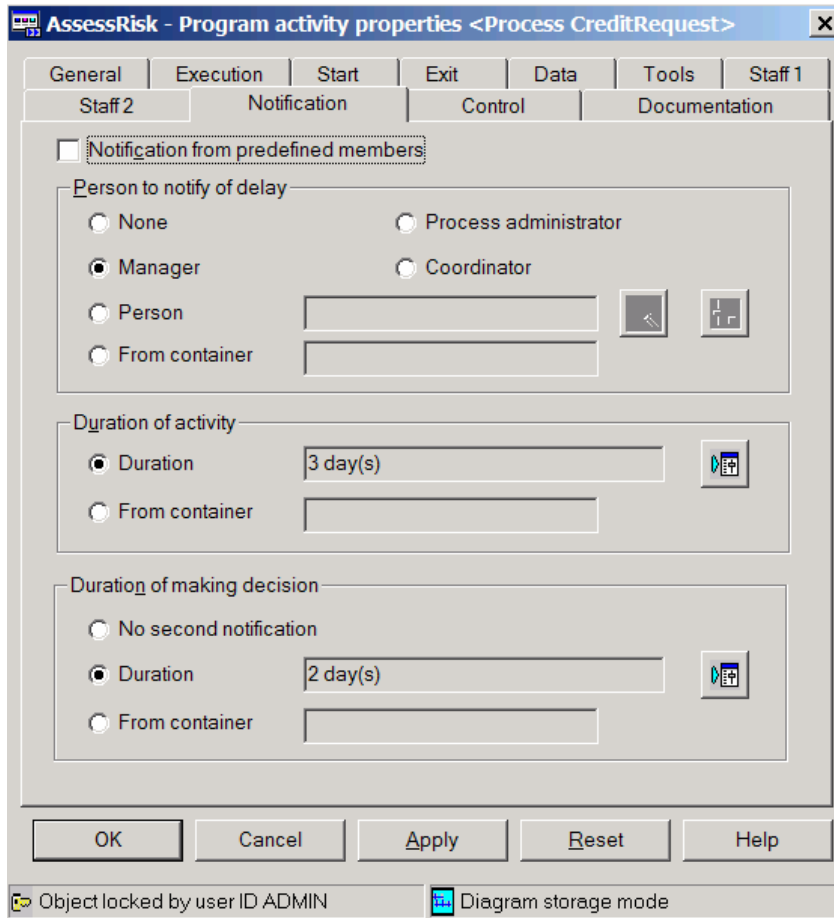 AssessRisk - Program activity properties <Process CreditRequest>
General Execution Start Exit Data Tools Staff 1
Staff 2 Notification Control Documentation
Notification from predefined members
Person to notify of delay
None Process administrator
Manager Coordinator
Person
From container
Duration of activity
Duration 3 day(s)
From container
Duration of making decision
No second notification
Duration 2 day(s)
From container
OK Cancel Apply Reset Help
Object locked by user ID ADMIN Diagram storage mode